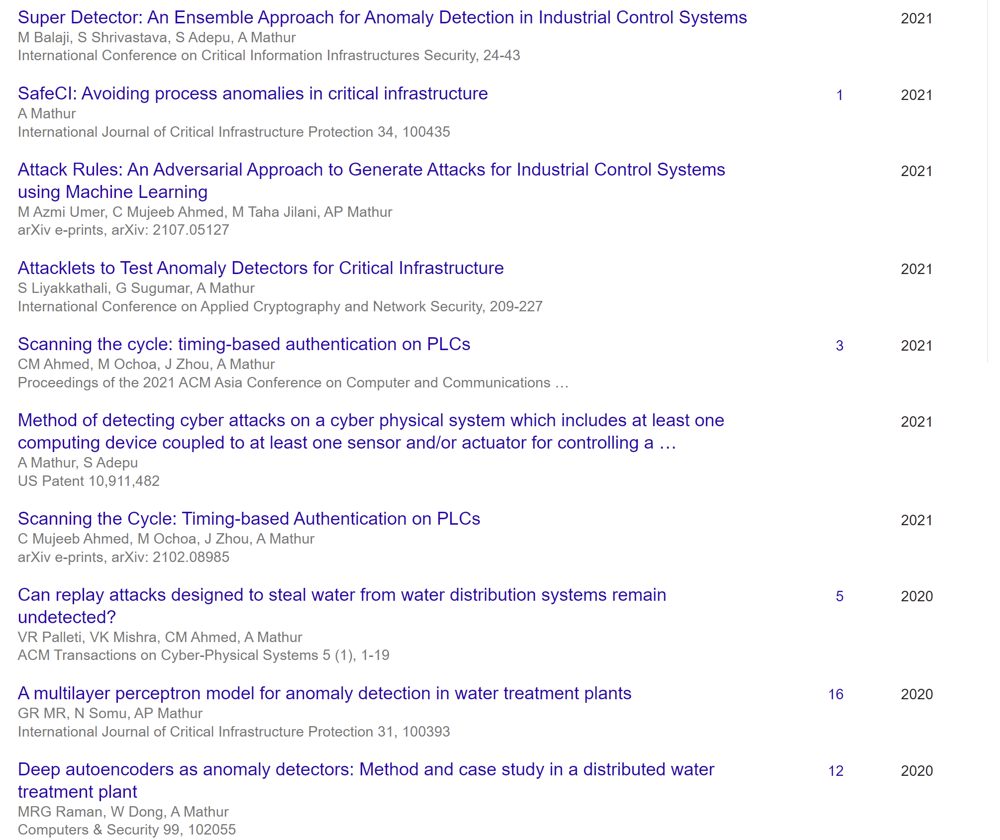 Super Detector: An Ensemble Approach for Anomaly Detection in Industrial Control Systems 2021
M Balaji, S Shrivastava, S Adepu, A Mathur
International Conference on Critical Information Infrastructures Security, 24-43
SafeCI: Avoiding process anomalies in critical infrastructure 1 2021
A Mathur
International Journal of Critical Infrastructure Protection 34, 100435
Attack Rules: An Adversarial Approach to Generate Attacks for Industrial Control Systems 2021
using Machine Learning
M Azmi Umer, C Mujeeb Ahmed, M Taha Jilani, AP Mathur
arXiv e-prints, arXiv: 2107.05127
Attacklets to Test Anomaly Detectors for Critical Infrastructure 2021
S Liyakkathali, G Sugumar, A Mathur
International Conference on Applied Cryptography and Network Security, 209-227
Scanning the cycle: timing-based authentication on PLCs 3 2021
CM Ahmed, M Ochoa, J Zhou, A Mathur
Proceedings of the 2021 ACM Asia Conference on Computer and Communications …
Method of detecting cyber attacks on a cyber physical system which includes at least one 2021
computing device coupled to at least one sensor and/or actuator for controlling a …
A Mathur, S Adepu
US Patent 10,911,482
Scanning the Cycle: Timing-based Authentication on PLCs 2021
C Mujeeb Ahmed, M Ochoa, J Zhou, A Mathur
arXiv e-prints, arXiv: 2102.08985
Can replay attacks designed to steal water from water distribution systems remain 5 2020
undetected?
VR Palleti, VK Mishra, CM Ahmed, A Mathur
ACM Transactions on Cyber-Physical Systems 5 (1), 1-19
A multilayer perceptron model for anomaly detection in water treatment plants 16 2020
GR MR, N Somu, AP Mathur
International Journal of Critical Infrastructure Protection 31, 100393
Deep autoencoders as anomaly detectors: Method and case study in a distributed water 12 2020
treatment plant
MRG Raman, W Dong, A Mathur
Computers & Security 99, 102055